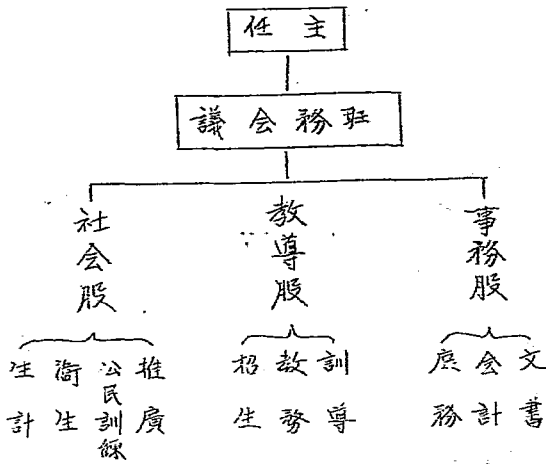 主任
班務会議
事務股
教導股
社会股
文書
会計
庶務
訓導
教務
招生
推廣
公民訓練
衛生
生計